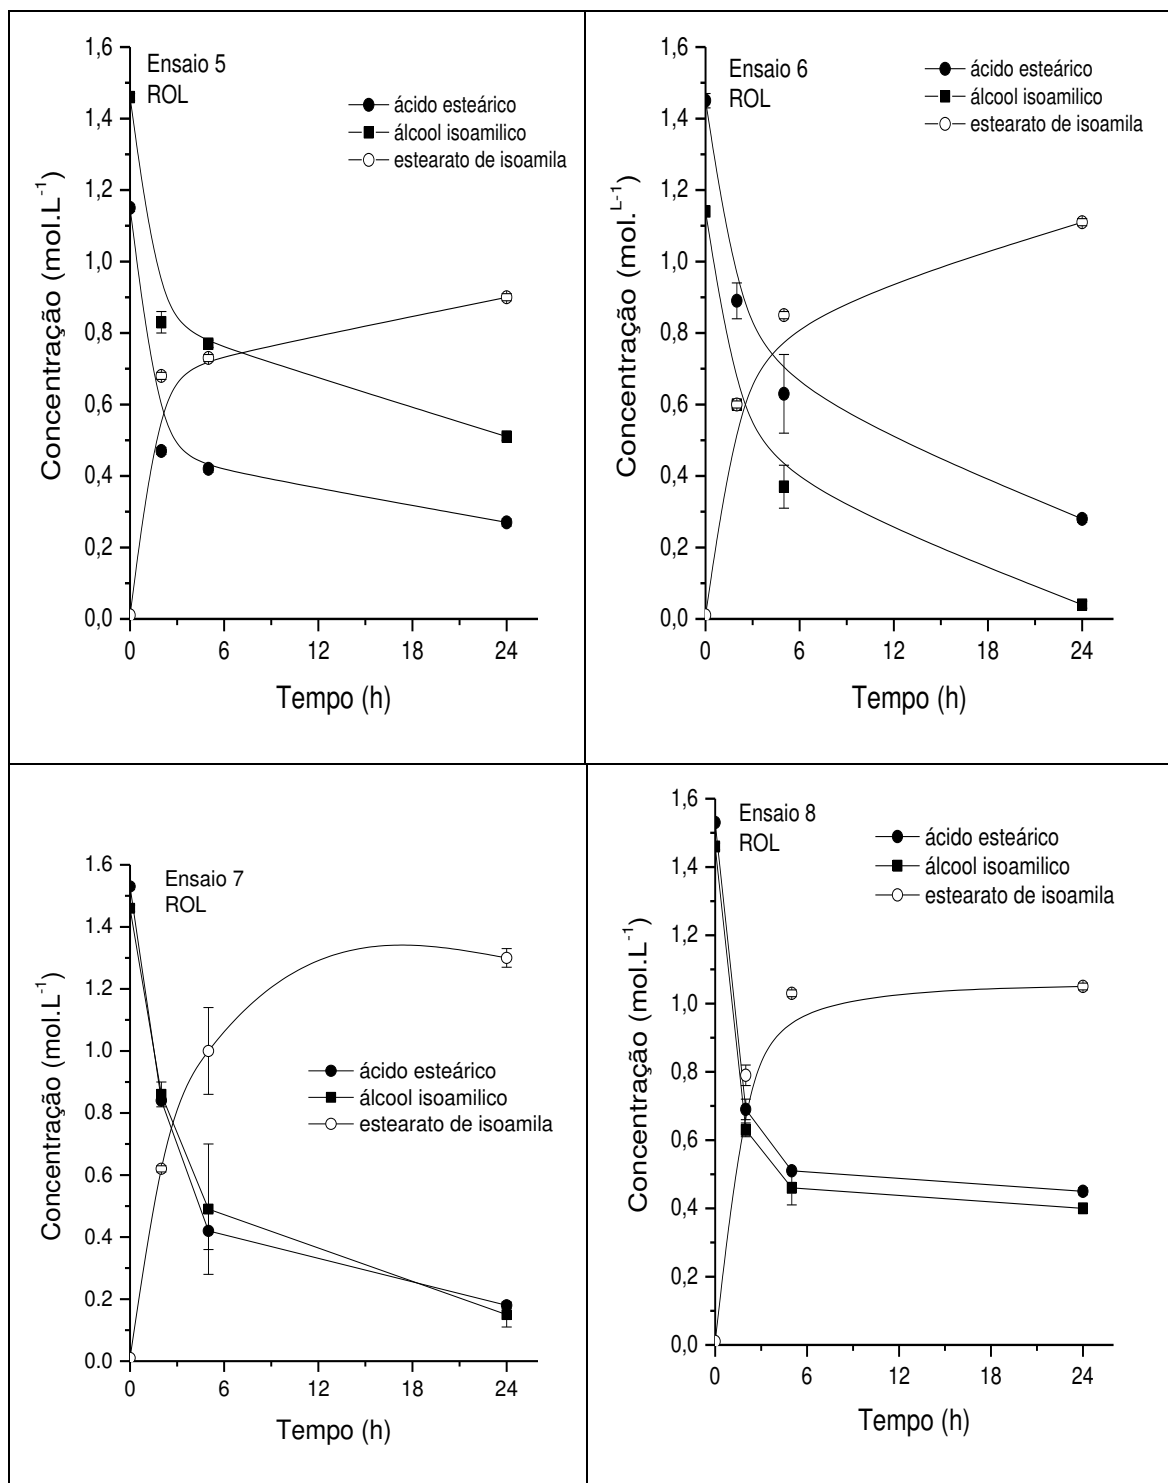 Ensaio 5
ROL
ácido esteárico
álcool isoamilico
estearato de isoamila
Concentração (mol.L⁻¹)
1,6
1,4
1,2
1,0
0,8
0,6
0,4
0,2
0,0
0 6 12 18 24
Tempo (h)
Ensaio 6
ROL
ácido esteárico
álcool isoamilico
estearato de isoamila
Concentração (mol.ᴸ⁻¹)
1,6
1,4
1,2
1,0
0,8
0,6
0,4
0,2
0,0
0 6 12 18 24
Tempo (h)
Ensaio 7
ROL
ácido esteárico
álcool isoamilico
estearato de isoamila
Concentração (mol.L⁻¹)
1.6
1.4
1.2
1.0
0.8
0.6
0.4
0.2
0.0
0 6 12 18 24
Tempo (h)
Ensaio 8
ROL
ácido esteárico
álcool isoamilico
estearato de isoamila
Concentração (mol.L⁻¹)
1,6
1,4
1,2
1,0
0,8
0,6
0,4
0,2
0,0
0 6 12 18 24
Tempo (h)